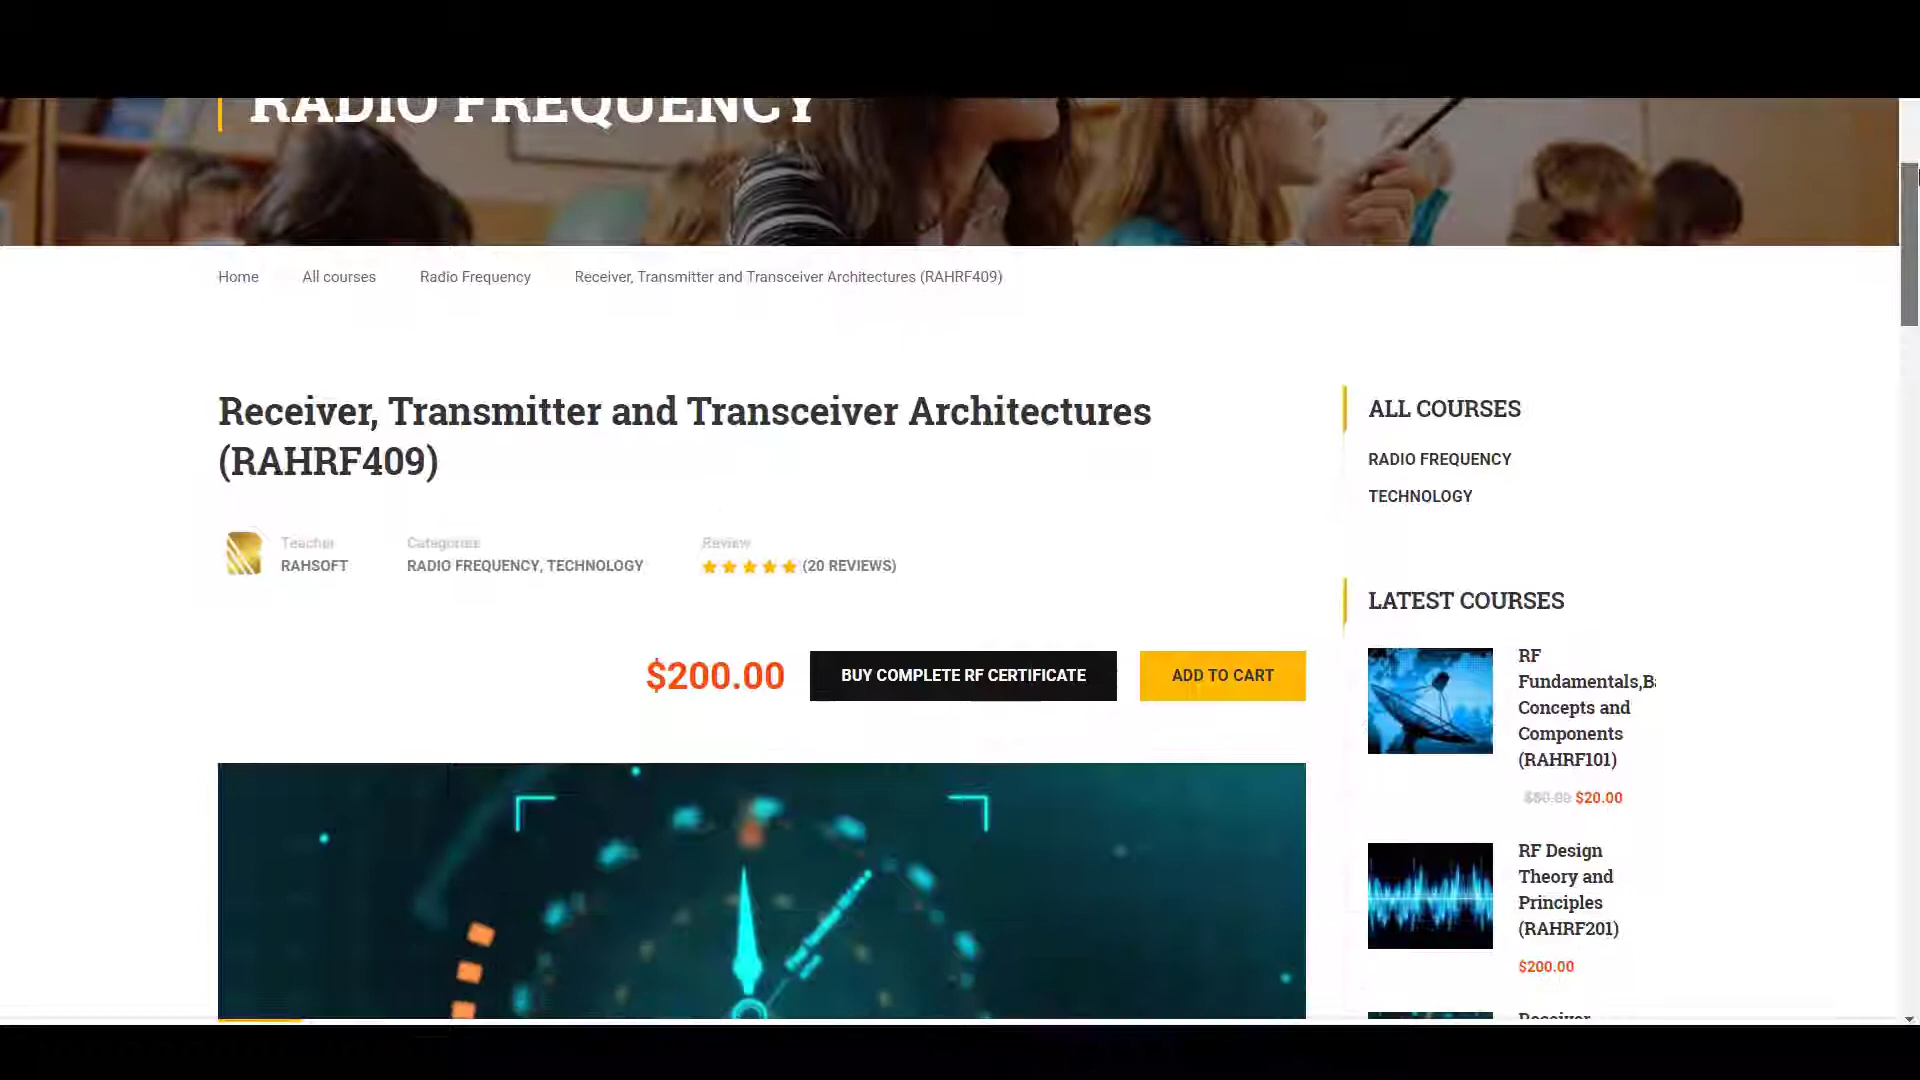 RADIO FREQUENCY
Home All courses Radio Frequency Receiver, Transmitter and Transceiver Architectures (RAHRF409)
Receiver, Transmitter and Transceiver Architectures
(RAHRF409)
Teacher
RAHSOFT
Categories
RADIO FREQUENCY, TECHNOLOGY
Review
(20 REVIEWS)
$200.00 BUY COMPLETE RF CERTIFICATE ADD TO CART
ALL COURSES
RADIO FREQUENCY
TECHNOLOGY
LATEST COURSES
RF
Fundamentals,Ba
Concepts and
Components
(RAHRF101)
$80.00 $20.00
RF Design
Theory and
Principles
(RAHRF201)
$200.00
Receiver